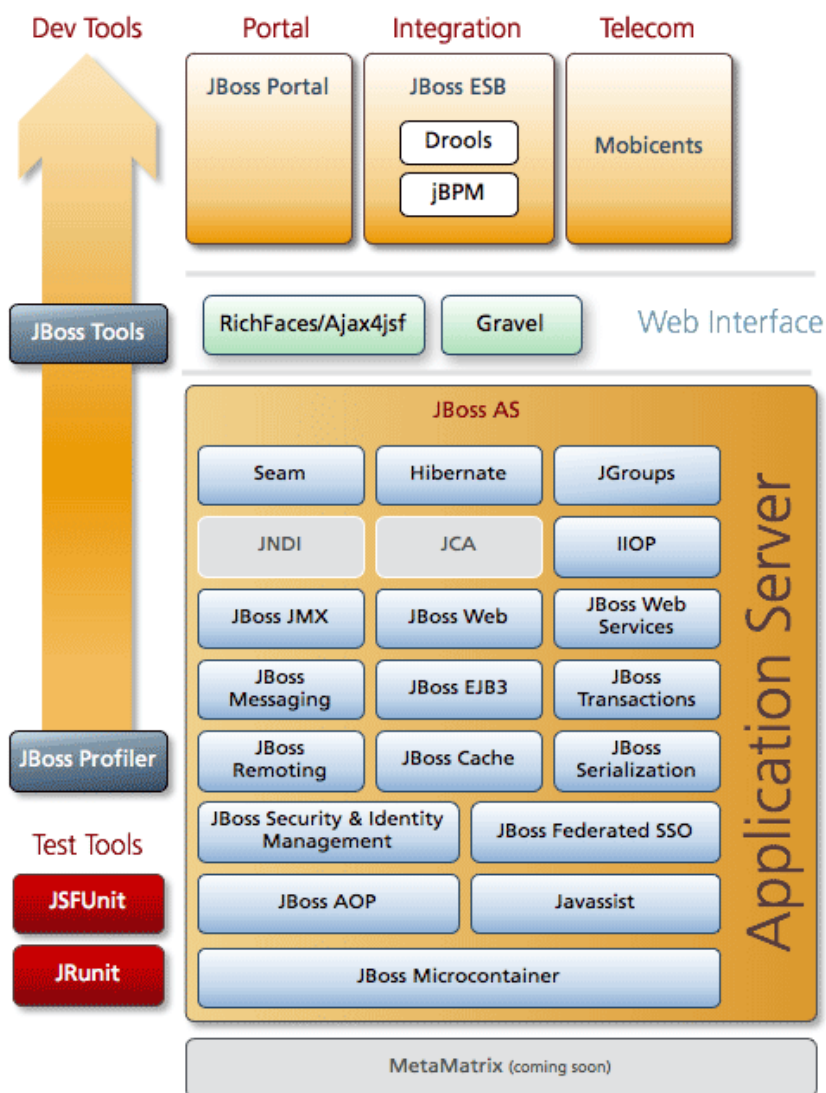 Dev Tools
Portal
Integration
Telecom
JBoss Portal
JBoss ESB
Drools
jBPM
Mobicents
JBoss Tools
RichFaces/Ajax4jsf
Gravel
Web Interface
JBoss AS
Seam
Hibernate
JGroups
JNDI
JCA
IIOP
JBoss JMX
JBoss Web
JBoss Web
Services
JBoss
Messaging
JBoss EJB3
JBoss
Transactions
JBoss Profiler
JBoss
Remoting
JBoss Cache
JBoss
Serialization
JBoss Security & Identity
Management
JBoss Federated SSO
Test Tools
JSFUnit
JBoss AOP
Javassist
JRunit
JBoss Microcontainer
Application Server
MetaMatrix (coming soon)